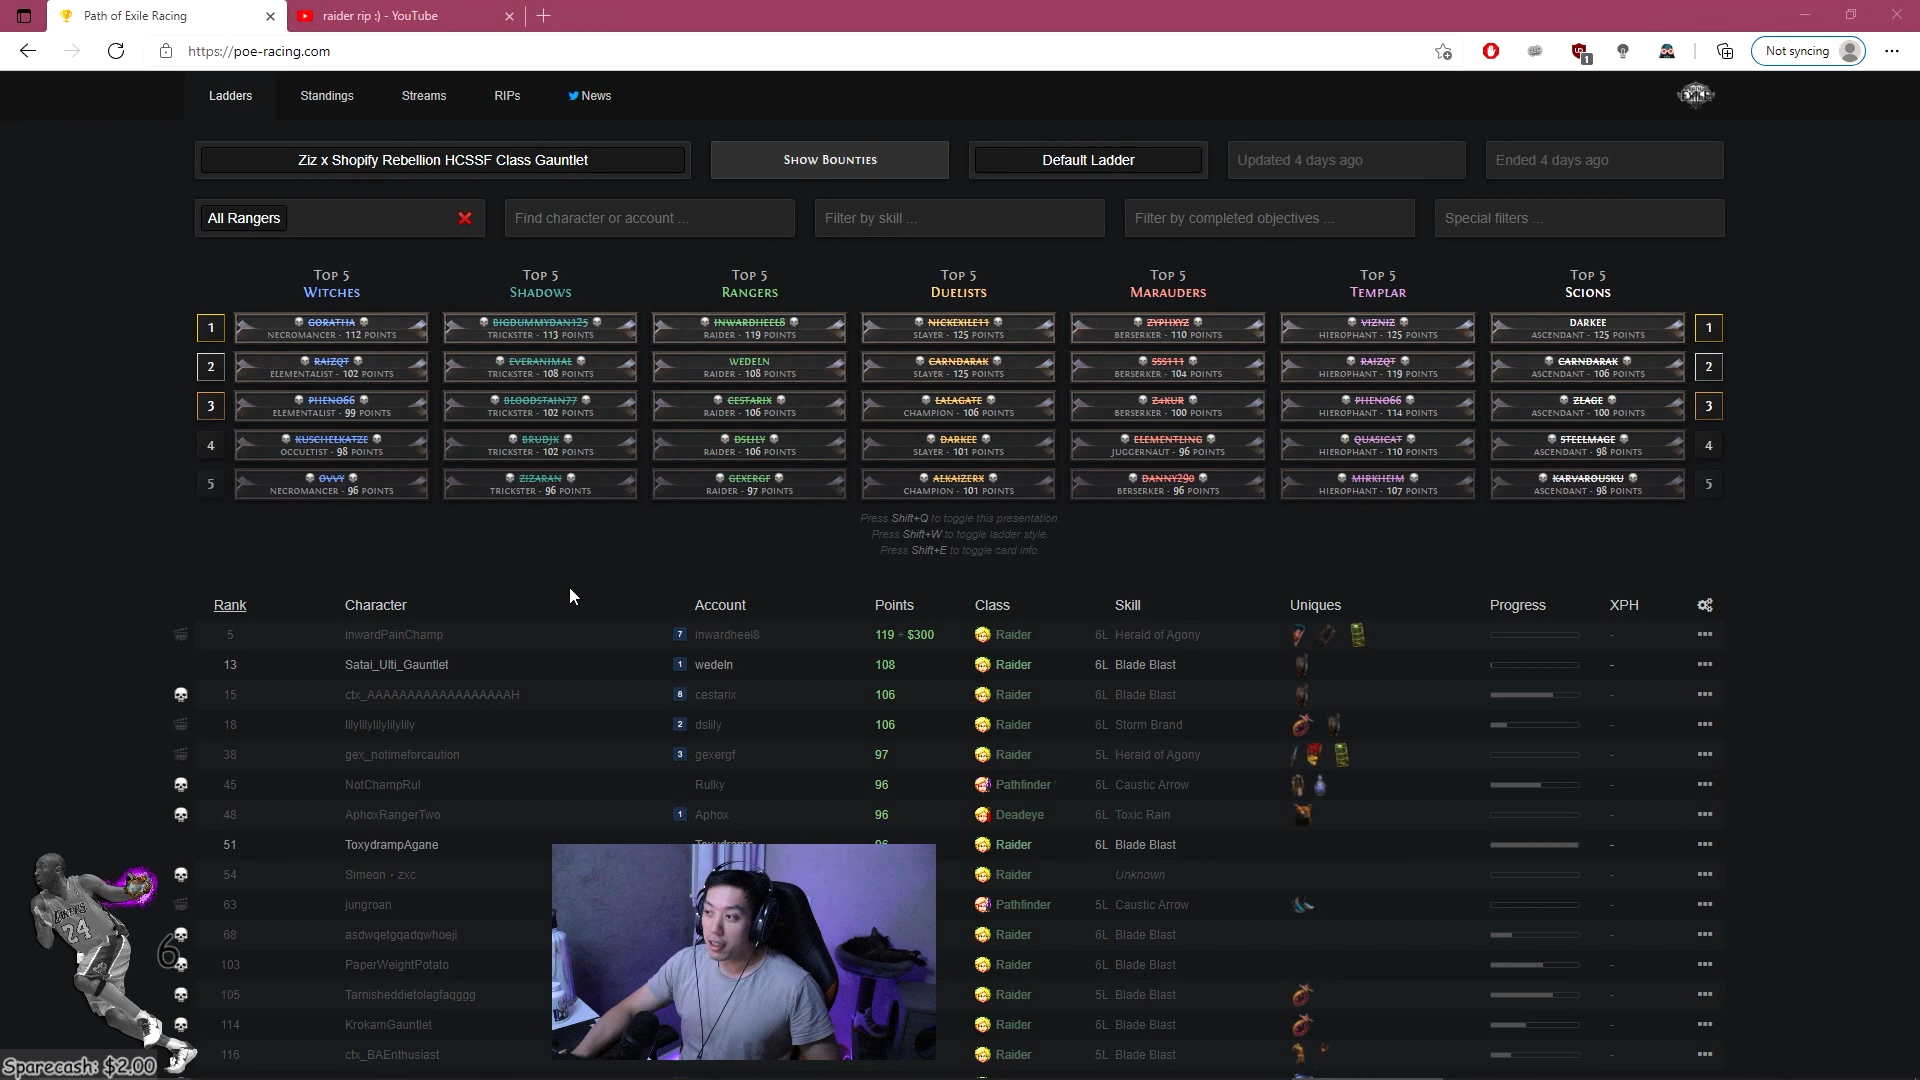 Path of Exile Racing
raider rip :) - YouTube
https://poe-racing.com
1
Not syncing
Ladders
Standings
Streams
RIPs
News
Ziz x Shopify Rebellion HCSSF Class Gauntlet
Show Bounties
Default Ladder
Updated 4 days ago
Ended 4 days ago
All Rangers
Find character or account ...
Filter by skill ...
Filter by completed objectives ...
Special filters ...
Top 5 Witches
Top 5 Shadows
Top 5 Rangers
Top 5 Duelists
Top 5 Marauders
Top 5 Templar
Top 5 Scions
1
GORATHA
NECROMANCER - 112 POINTS
BIGDUMMYDAN125
TRICKSTER - 113 POINTS
INWARDHEEL8
RAIDER - 119 POINTS
NICKEXILE11
SLAYER - 125 POINTS
ZYPHXYZ
BERSERKER - 110 POINTS
VIZNIZ
HIEROPHANT - 125 POINTS
DARKEE
ASCENDANT - 125 POINTS
1
2
RAIZQT
ELEMENTALIST - 102 POINTS
EVERANIMAL
TRICKSTER - 108 POINTS
WEDELN
RAIDER - 108 POINTS
CARNDARAK
SLAYER - 125 POINTS
SSS111
BERSERKER - 104 POINTS
RAIZQT
HIEROPHANT - 119 POINTS
CARNDARAK
ASCENDANT - 106 POINTS
2
3
PHENO66
ELEMENTALIST - 99 POINTS
BLOODSTAIN77
TRICKSTER - 102 POINTS
CESTARIX
RAIDER - 106 POINTS
LALAGATE
CHAMPION - 106 POINTS
Z4KUR
BERSERKER - 100 POINTS
PHENO66
HIEROPHANT - 114 POINTS
ZLAGE
ASCENDANT - 100 POINTS
3
4
KUSCHELKATZE
OCCULTIST - 98 POINTS
BRUDJK
TRICKSTER - 102 POINTS
DSLILY
RAIDER - 106 POINTS
DARKEE
SLAYER - 101 POINTS
ELEMENTLING
JUGGERNAUT - 96 POINTS
QUASICAT
HIEROPHANT - 110 POINTS
STEELMAGE
ASCENDANT - 98 POINTS
4
5
OVVY
NECROMANCER - 96 POINTS
ZIZARAN
TRICKSTER - 96 POINTS
GEXERGF
RAIDER - 97 POINTS
ALKAIZERX
CHAMPION - 101 POINTS
DANNY290
BERSERKER - 96 POINTS
MIRKHEIM
HIEROPHANT - 107 POINTS
KARVAROUSKU
ASCENDANT - 98 POINTS
5
Press Shift+Q to toggle this presentation.
Press Shift+W to toggle ladder style.
Press Shift+E to toggle card info.
Rank Character Account Points Class Skill Uniques Progress XPH
5 inwardPainChamp 7 inwardheel8 119 + $300 Raider 6L Herald of Agony -
13 Satai_Ulti_Gauntlet 1 wedeln 108 Raider 6L Blade Blast -
15 ctx_AAAAAAAAAAAAAAAAAAAH 8 cestarix 106 Raider 6L Blade Blast -
18 lilylllylilylilylily 2 dslily 106 Raider 6L Storm Brand -
38 gex_notimeforcaution 3 gexergf 97 Raider 5L Herald of Agony -
45 NotChampRul Rulky 96 Pathfinder 6L Caustic Arrow -
48 AphoxRangerTwo 1 Aphox 96 Deadeye 6L Toxic Rain -
51 ToxydrampAgane Toxydramp 96 Raider 6L Blade Blast -
54 Simeon・zxc Raider Unknown -
63 jungroan Pathfinder 5L Caustic Arrow -
68 asdwqetgqadqwhoeji Raider 6L Blade Blast -
103 PaperWeightPotato Raider 6L Blade Blast -
105 Tarnisheddietolagfaqggg Raider 5L Blade Blast -
114 KrokamGauntlet Raider 6L Blade Blast -
116 ctx_BAEnthusiast Raider 5L Blade Blast -
LAKERS
24
6
Sparecash: $2.00